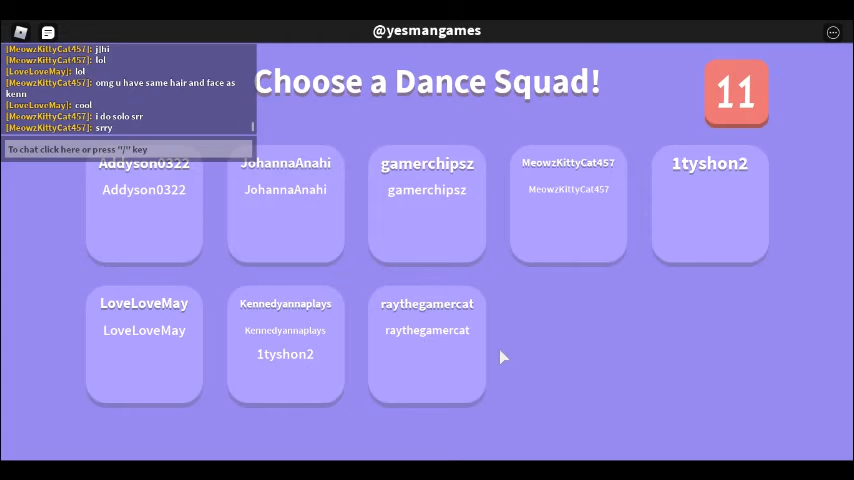 @yesmangames
[MeowzKittyCat457]: j]hi
[MeowzKittyCat457]: lol
[LoveLoveMay]: lol
[MeowzKittyCat457]: omg u have same hair and face as
kenn
[LoveLoveMay]: cool
[MeowzKittyCat457]: i do solo srr
[MeowzKittyCat457]: srry
To chat click here or press "/" key
Choose a Dance Squad!
11
Addyson0322
Addyson0322
JohannaAnahi
JohannaAnahi
gamerchipsz
gamerchipsz
MeowzKittyCat457
MeowzKittyCat457
1tyshon2
LoveLoveMay
LoveLoveMay
Kennedyannaplays
Kennedyannaplays
1tyshon2
raythegamercat
raythegamercat